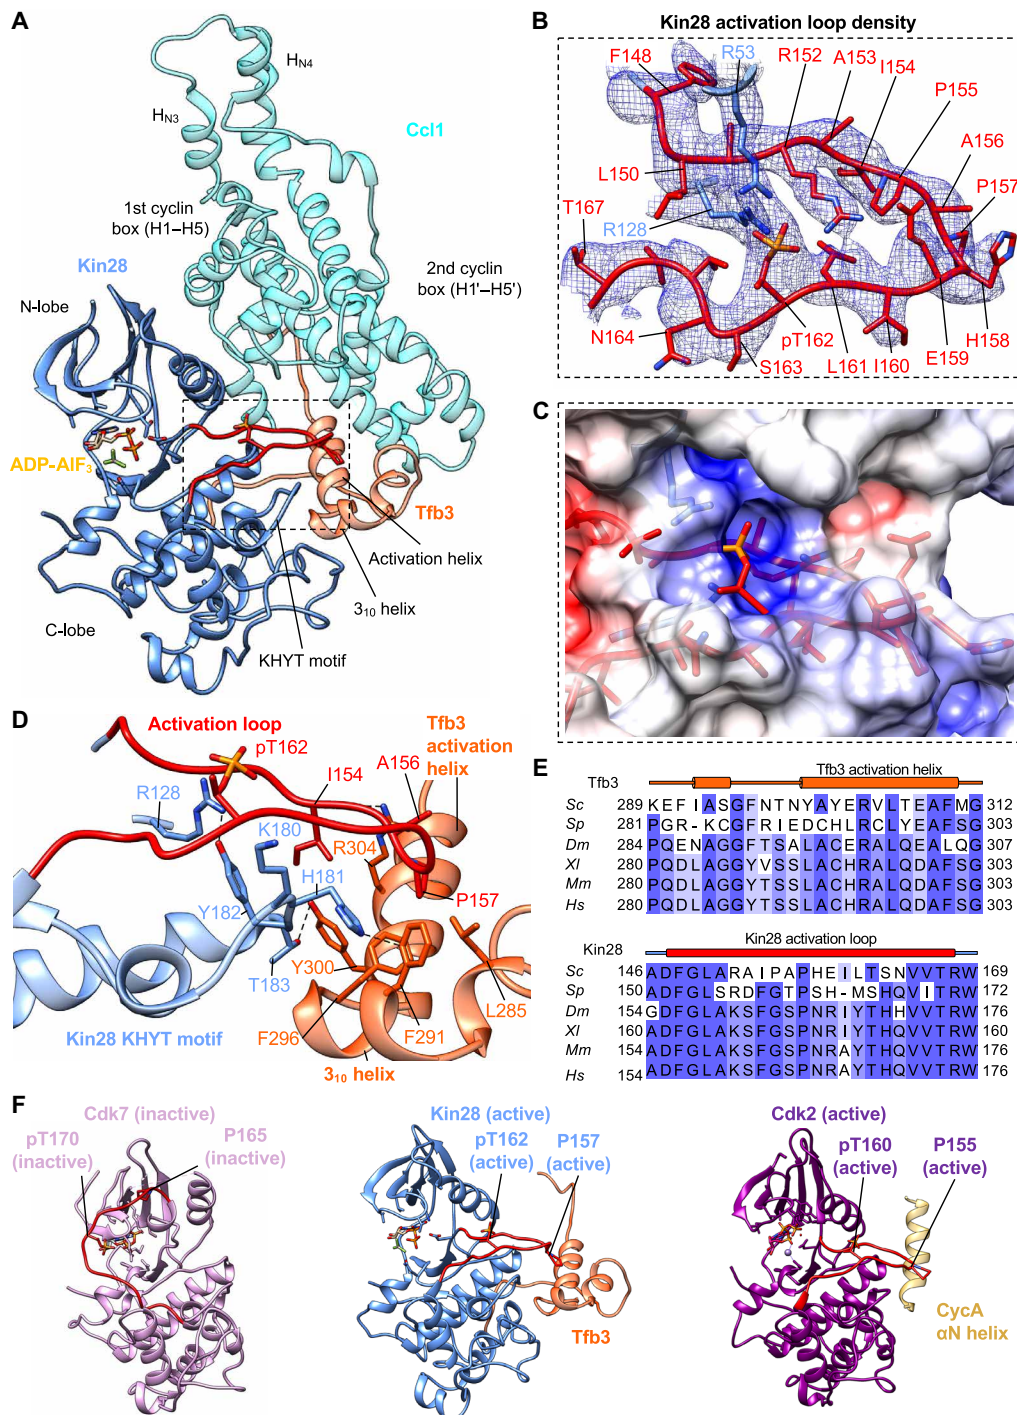 A
H_N4
H_N3
Ccl1
1st cyclin
box (H1–H5)
Kin28
2nd cyclin
box (H1'–H5')
N-lobe
ADP-AlF₃
Tfb3
Activation helix
3₁₀ helix
C-lobe
KHYT motif
B
Kin28 activation loop density
F148
R53
R152
A153
I154
P155
A156
P157
L150
T167
R128
N164
S163
pT162
L161
I160
E159
H158
C
D
Activation loop
pT162
Tfb3
activation
helix
A156
I154
R128
K180
R304
H181
P157
Y182
Y300
T183
L285
F296
F291
Kin28 KHYT motif
3₁₀ helix
E
Tfb3
Tfb3 activation helix
Sc 289 KEFIASGFNTNYAYERVLTEAFMG 312
Sp 281 PGR-KCGFRIEDCHLRCLYEAFSG 303
Dm 284 PQENAGGFTSALACERALQEALQG 307
Xl 280 PQDLAGGYVSSLACHRALQDAFSG 303
Mm 280 PQDLAGGYTSSLACHRALQDAFSG 303
Hs 280 PQDLAGGYTSSLACHRALQDAFSG 303
Kin28
Kin28 activation loop
Sc 146 ADFGLARAIPAPHEILTSNVVTRW 169
Sp 150 ADFGLSRDFGTPSH-MSHQVITRW 172
Dm 154 GDFGLAKSFGSPNRIYTHHVVTRW 176
Xl 160 ADFGLAKSFGSPNRIYTHQVVTRW 160
Mm 154 ADFGLAKSFGSPNRAYTHQVVTRW 176
Hs 154 ADFGLAKSFGSPNRAYTHQVVTRW 176
F
Cdk7 (inactive)
pT170
(inactive)
P165
(inactive)
Kin28 (active)
pT162
(active)
P157
(active)
Tfb3
Cdk2 (active)
pT160
(active)
P155
(active)
CycA
αN helix